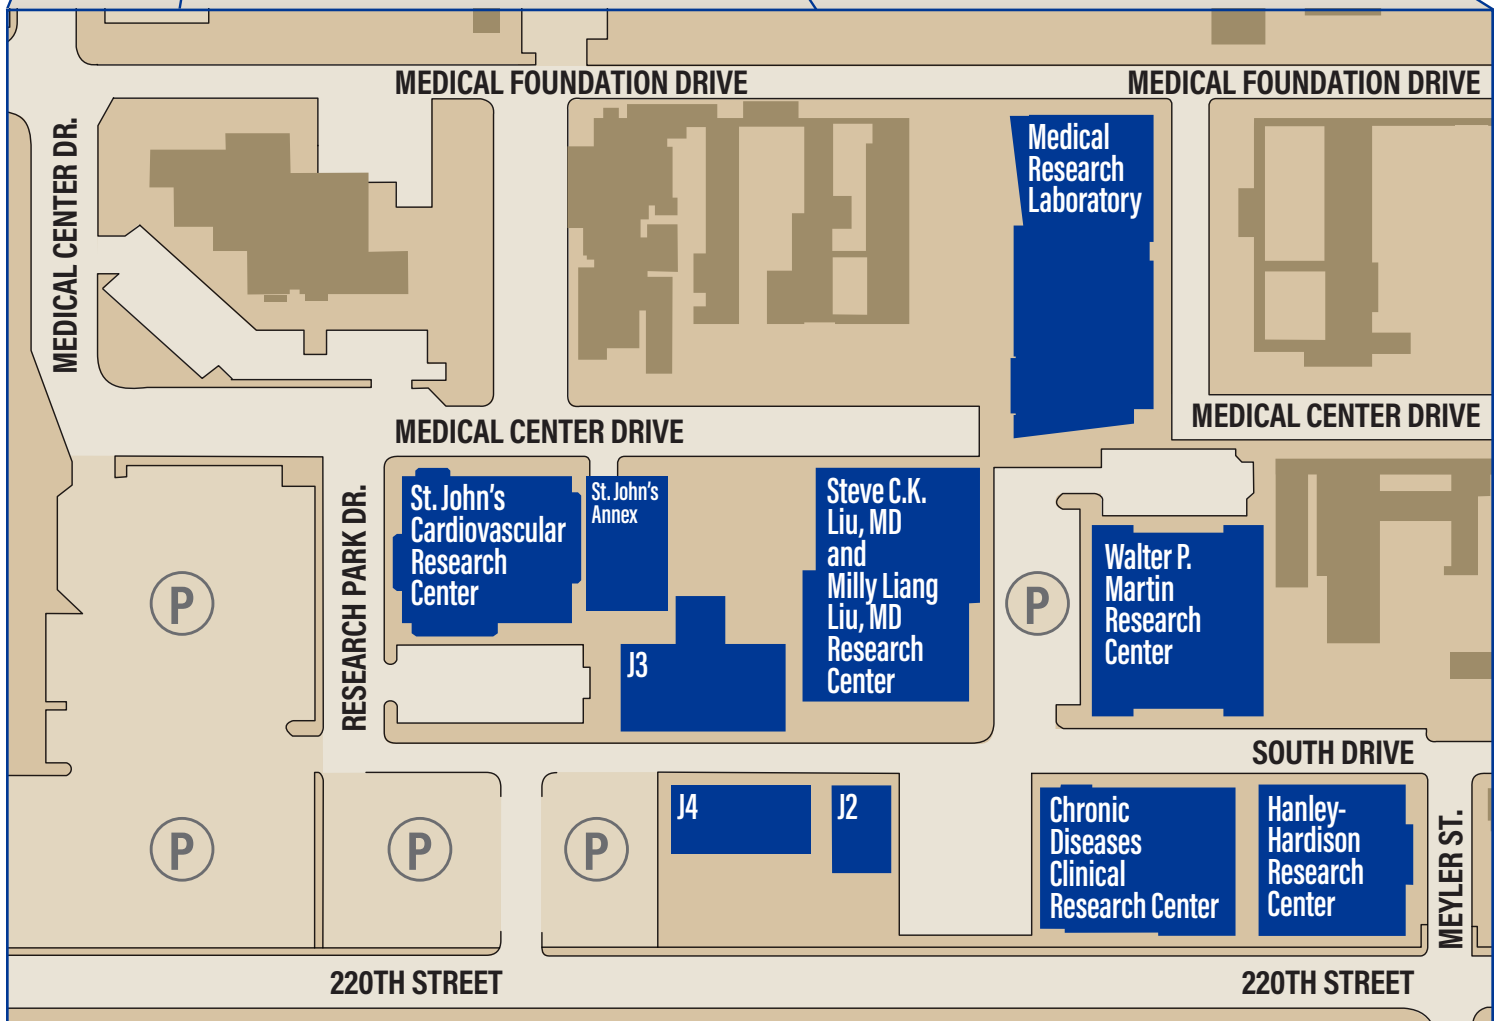 MEDICAL FOUNDATION DRIVE
MEDICAL FOUNDATION DRIVE
MEDICAL CENTER DR.
Medical
Research
Laboratory
MEDICAL CENTER DRIVE
MEDICAL CENTER DRIVE
RESEARCH PARK DR.
St. John's
Cardiovascular
Research
Center
St. John's
Annex
Steve C.K.
Liu, MD
and
Milly Liang
Liu, MD
Research
Center
Walter P.
Martin
Research
Center
P
P
J3
SOUTH DRIVE
P
P
P
J4
J2
Chronic
Diseases
Clinical
Research Center
Hanley-
Hardison
Research
Center
MEYLER ST.
220TH STREET
220TH STREET